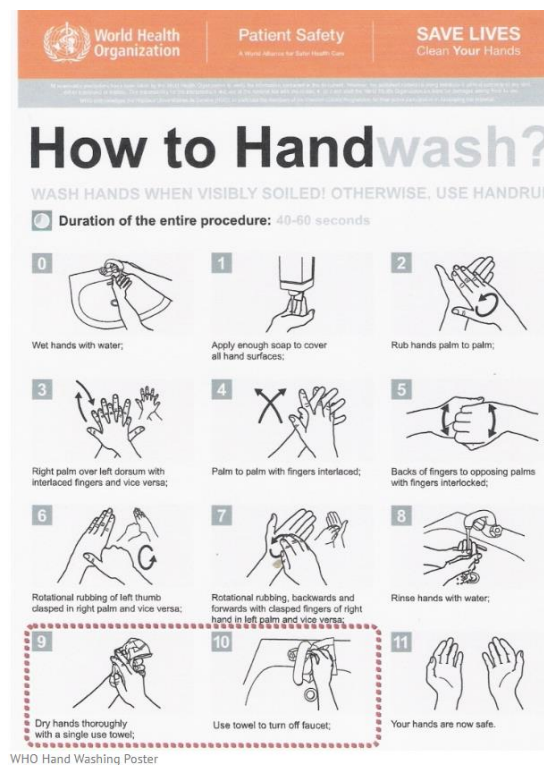 World Health
Organization
Patient Safety
A World Alliance for Safer Health Care
SAVE LIVES
Clean Your Hands
How to Handwash?
WASH HANDS WHEN VISIBLY SOILED! OTHERWISE, USE HANDRU
Duration of the entire procedure: 40-60 seconds
0
1
2
Wet hands with water;
Apply enough soap to cover
all hand surfaces;
Rub hands palm to palm;
3
4
5
Right palm over left dorsum with
interlaced fingers and vice versa;
Palm to palm with fingers interlaced;
Backs of fingers to opposing palms
with fingers interlocked;
6
7
8
Rotational rubbing of left thumb
clasped in right palm and vice versa;
Rotational rubbing, backwards and
forwards with clasped fingers of right
hand in left palm and vice versa;
Rinse hands with water;
9
10
11
Dry hands thoroughly
with a single use towel;
Use towel to turn off faucet;
Your hands are now safe.
WHO Hand Washing Poster